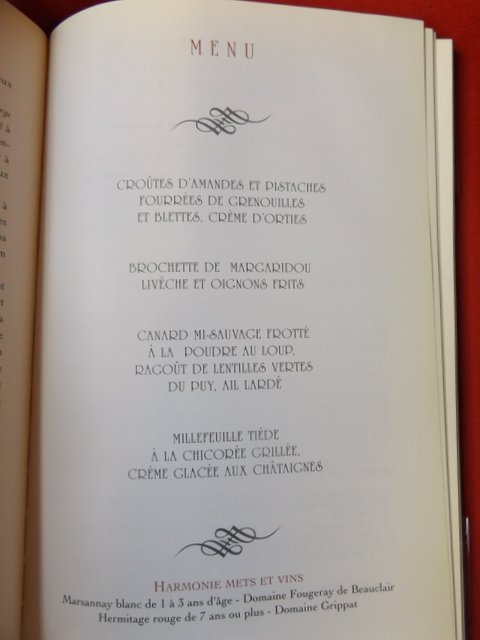 MENU
CROÛTES D'AMANDES ET PISTACHES
FOURRÉES DE GRENOUILLES
ET BLETTES, CRÈME D'ORTIES
BROCHETTE DE MARGARIDOU
LIVÈCHE ET OIGNONS FRITS
CANARD MI-SAUVAGE FROTTÉ
À LA POUDRE AU LOUP,
RAGOÛT DE LENTILLES VERTES
DU PUY, AIL LARDÉ
MILLEFEUILLE TIÈDE
À LA CHICORÉE GRILLÉE,
CRÈME GLACÉE AUX CHÂTAIGNES
HARMONIE METS ET VINS
Marsannay blanc de 1 à 3 ans d'âge - Domaine Fougeray de Beauclair
Hermitage rouge de 7 ans ou plus - Domaine Grippat